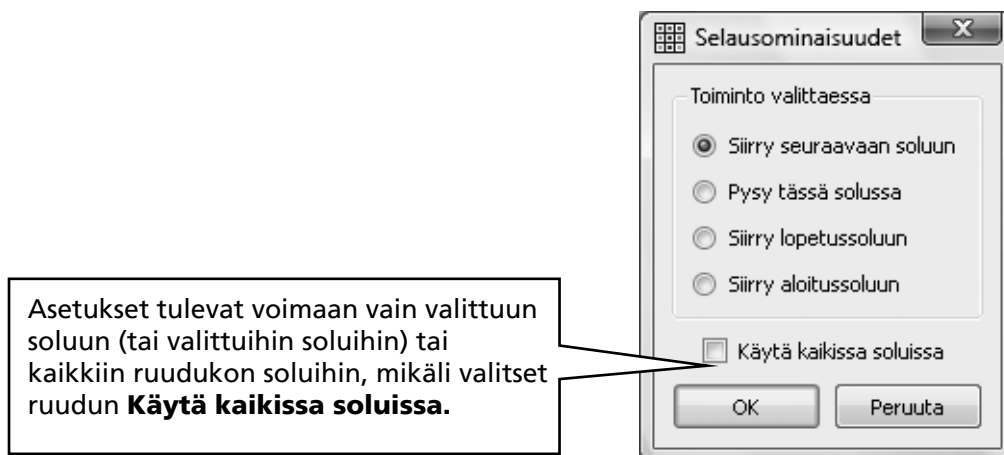 Selausominaisuudet
Toiminto valittaessa
Siirry seuraavaan soluun
Pysy tässä solussa
Siirry lopetussoluun
Siirry aloitussoluun
Käytä kaikissa soluissa
OK
Peruuta
Asetukset tulevat voimaan vain valittuun
soluun (tai valittuihin soluihin) tai
kaikkiin ruudukon soluihin, mikäli valitset
ruudun Käytä kaikissa soluissa.